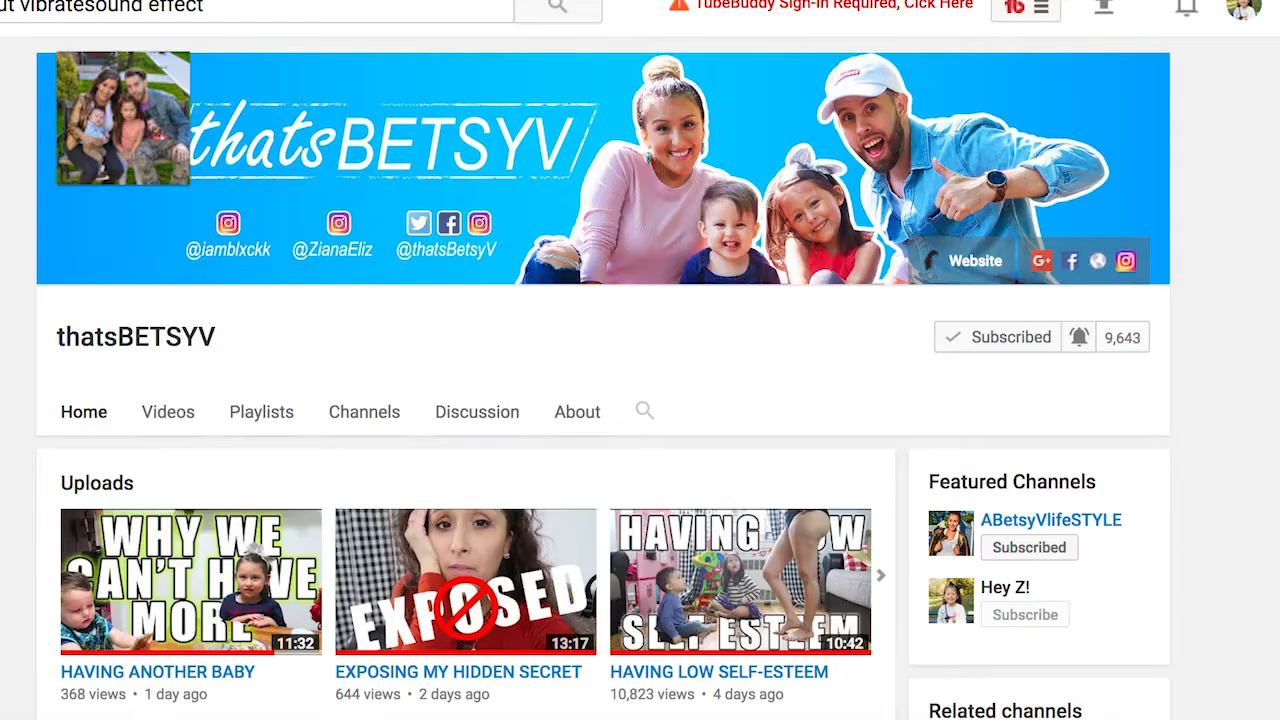 ut vibratesound effect
TubeBuddy Sign-In Required, Click Here
16
thatsBETSYV
@iamblxckk @ZianaEliz @thatsBetsyV
Website
G+
thatsBETSYV
Subscribed 9,643
Home Videos Playlists Channels Discussion About
Uploads
WHY WE
CAN'T HAVE
MORE
11:32
HAVING ANOTHER BABY
368 views • 1 day ago
EXPOSED
13:17
EXPOSING MY HIDDEN SECRET
644 views • 2 days ago
HAVING LOW
SELF ESTEEM
10:42
HAVING LOW SELF-ESTEEM
10,823 views • 4 days ago
Featured Channels
ABetsyVlifeSTYLE
Subscribed
Hey Z!
Subscribe
Related channels